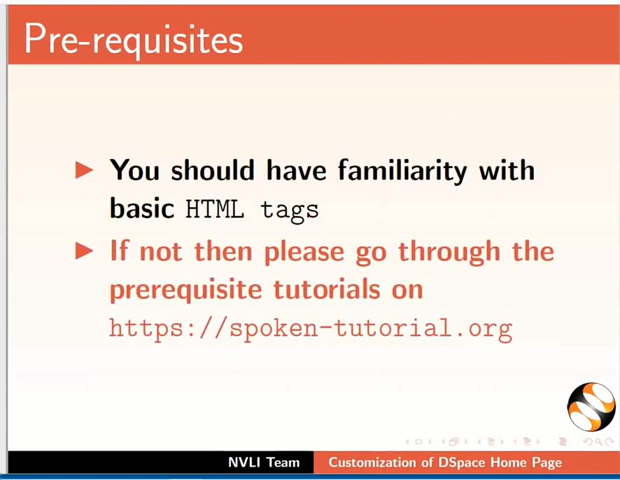 Pre-requisites
You should have familiarity with
basic HTML tags
If not then please go through the
prerequisite tutorials on
https://spoken-tutorial.org
NVLI Team Customization of DSpace Home Page